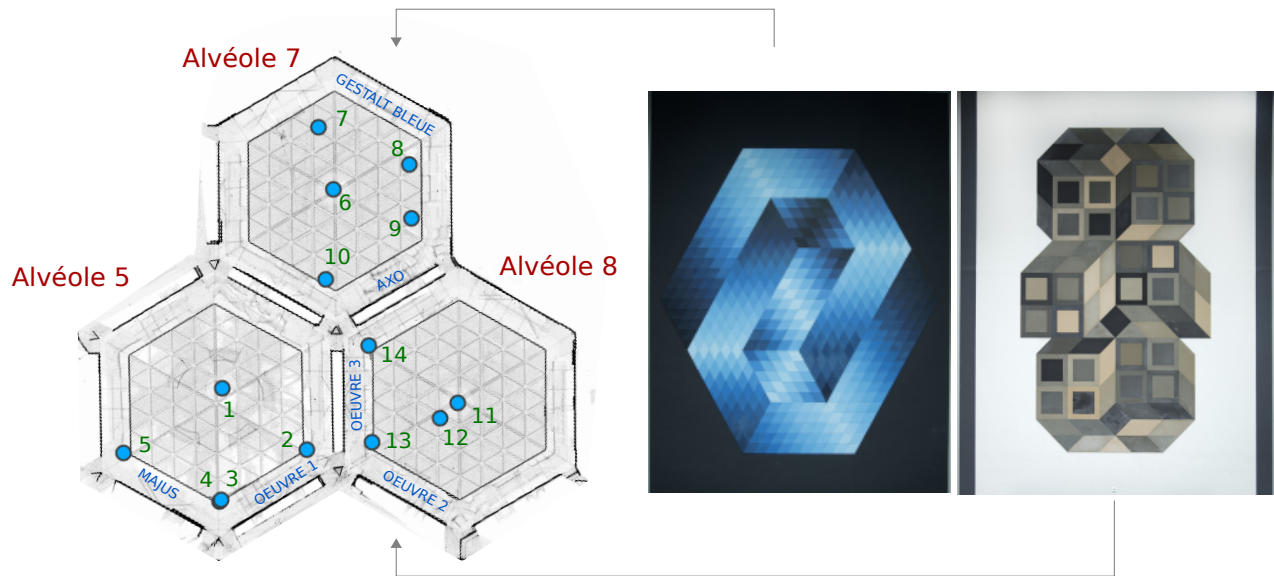 Alvéole 7
GESTALT BLEUE
7
8
6
9
10
AXO
Alvéole 5
Alvéole 8
14
OEUVRE 3
1
11
12
2
13
5
4 3
MAJUS
OEUVRE 1
OEUVRE 2